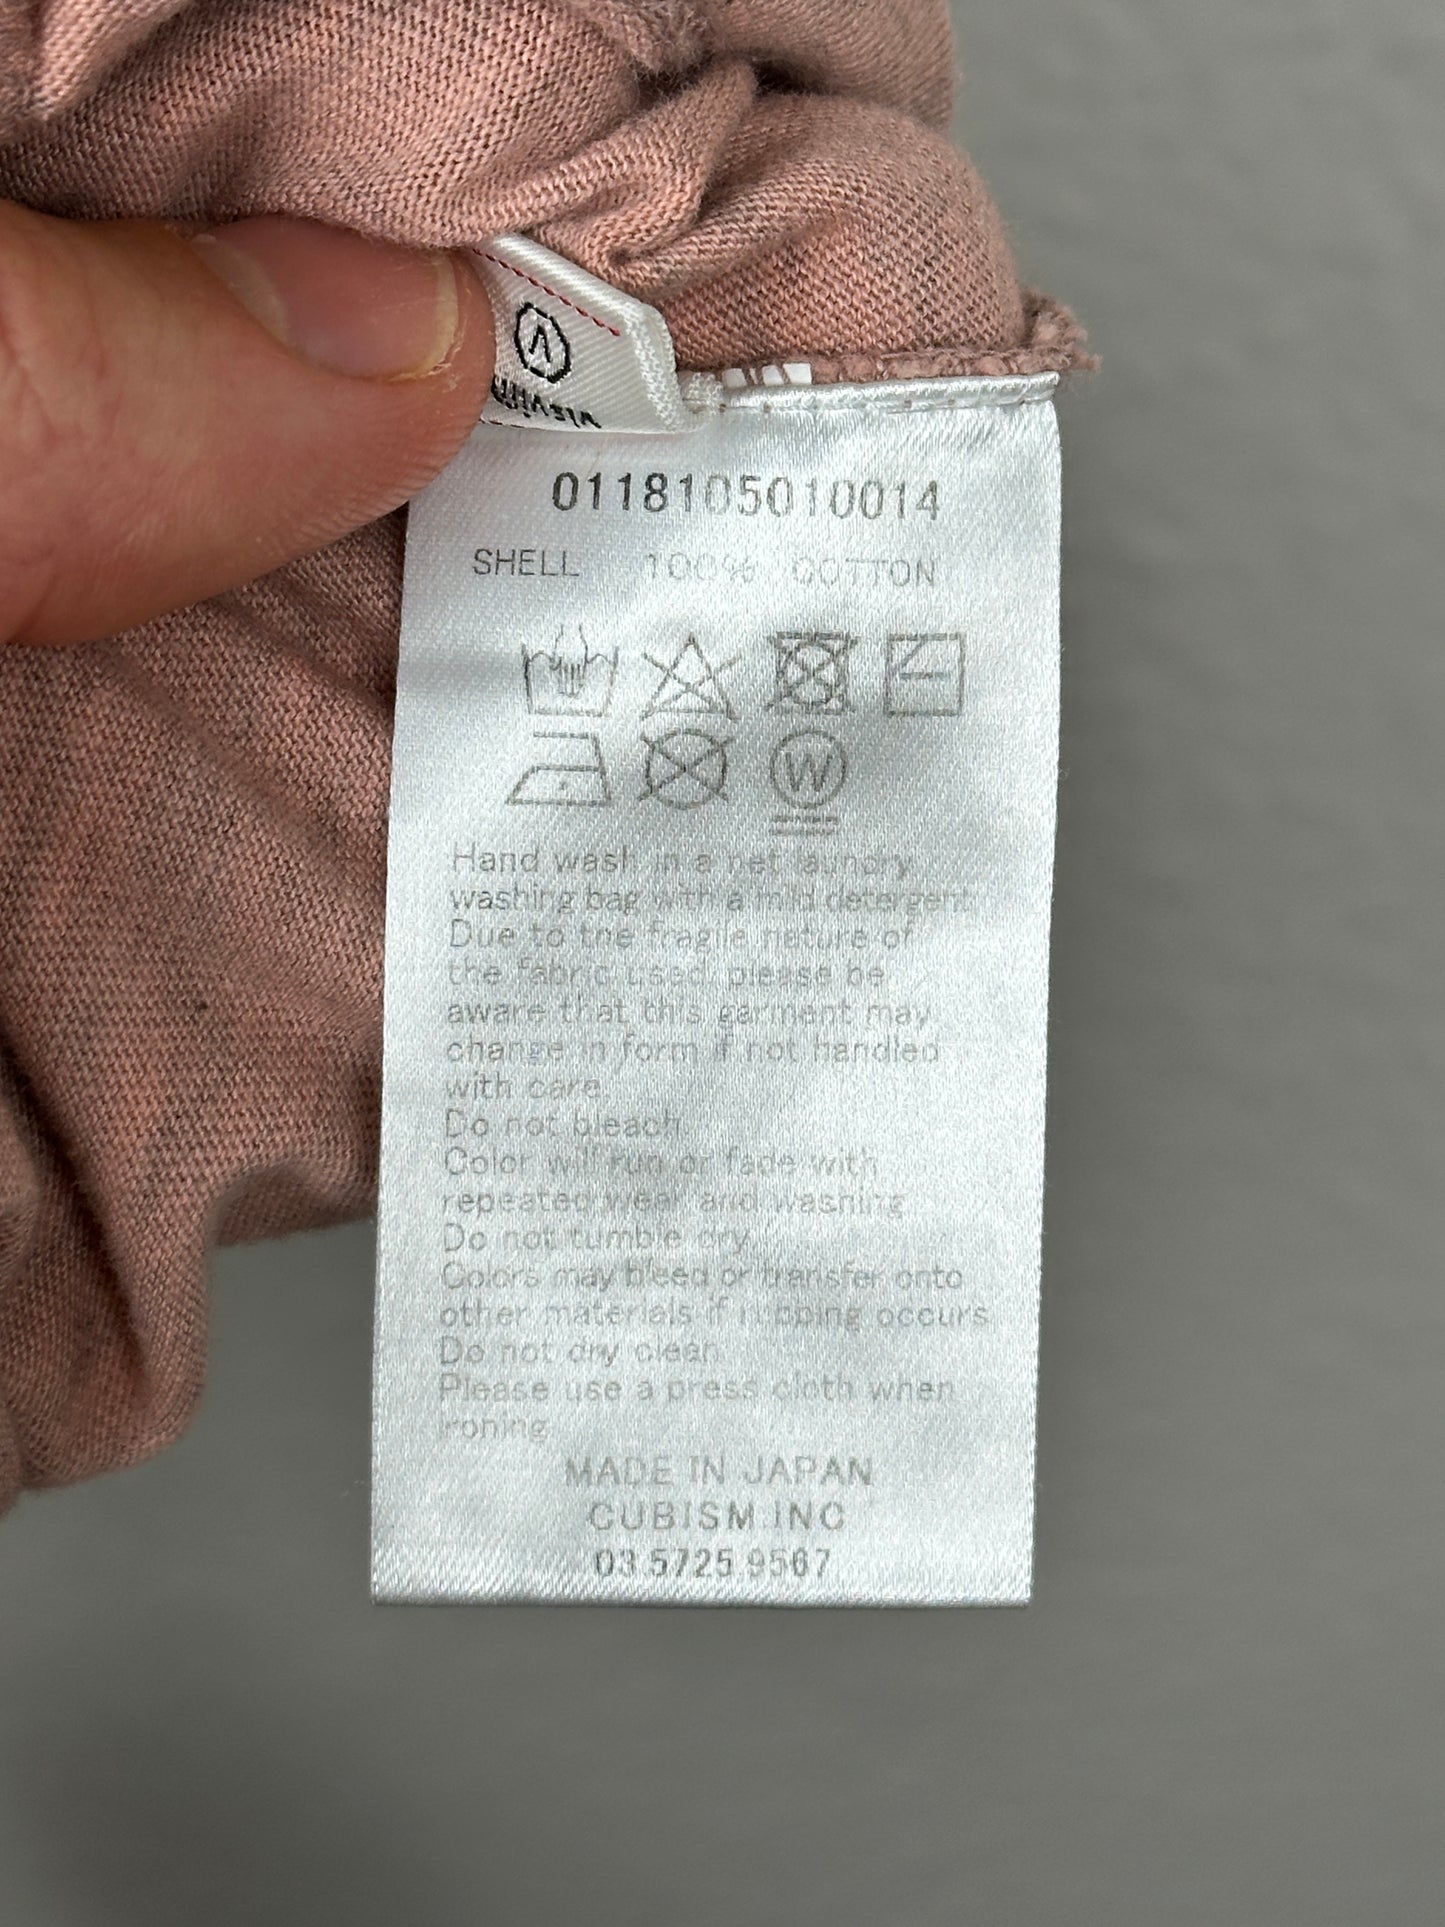 V
visvim
0118105010014
SHELL 100% COTTON
W
Hand wash in a net laundry
washing bag with a mild detergent.
Due to the fragile nature of
the fabric used, please be
aware that this garment may
change in form if not handled
with care.
Do not bleach.
Color will run or fade with
repeated wear and washing.
Do not tumble dry.
Colors may bleed or transfer onto
other materials if rubbing occurs.
Do not dry clean.
Please use a press cloth when
ironing.
MADE IN JAPAN
CUBISM.INC
03.5725.9567